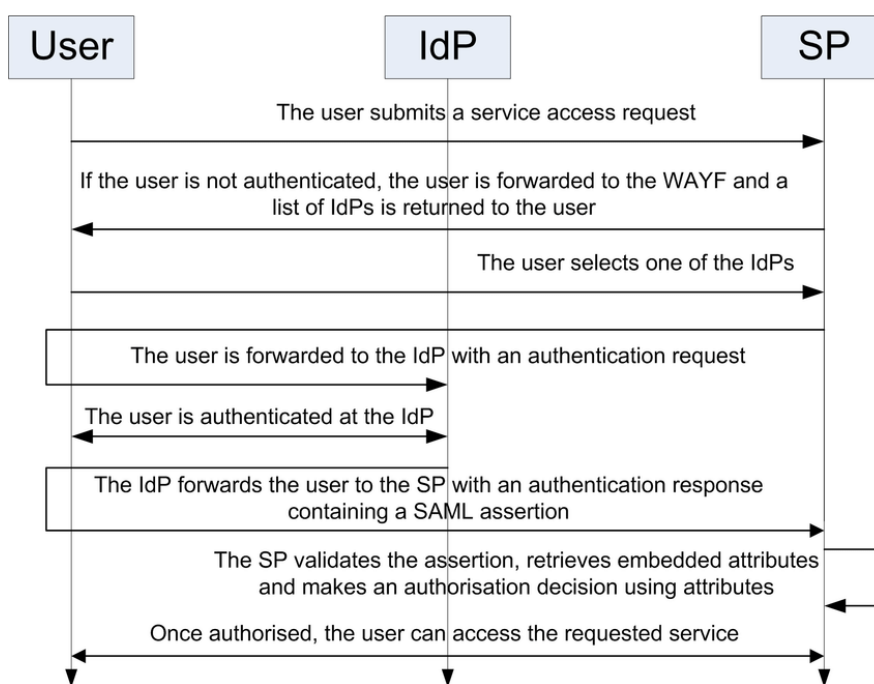 User
IdP
SP
The user submits a service access request
If the user is not authenticated, the user is forwarded to the WAYF and a
list of IdPs is returned to the user
The user selects one of the IdPs
The user is forwarded to the IdP with an authentication request
The user is authenticated at the IdP
The IdP forwards the user to the SP with an authentication response
containing a SAML assertion
The SP validates the assertion, retrieves embedded attributes
and makes an authorisation decision using attributes
Once authorised, the user can access the requested service